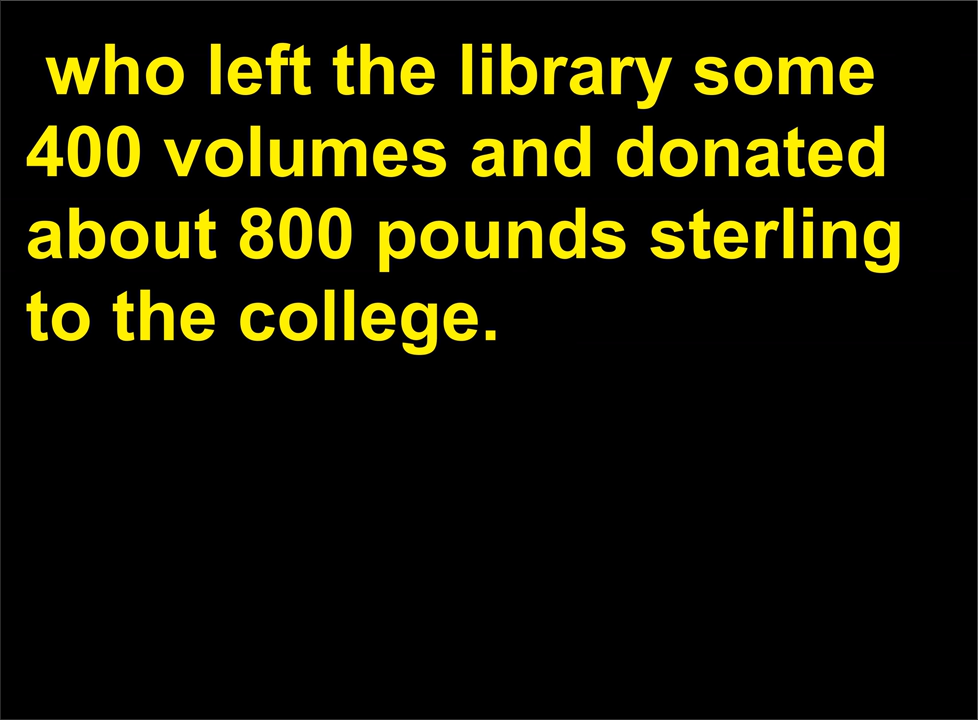 who left the library some
400 volumes and donated
about 800 pounds sterling
to the college.